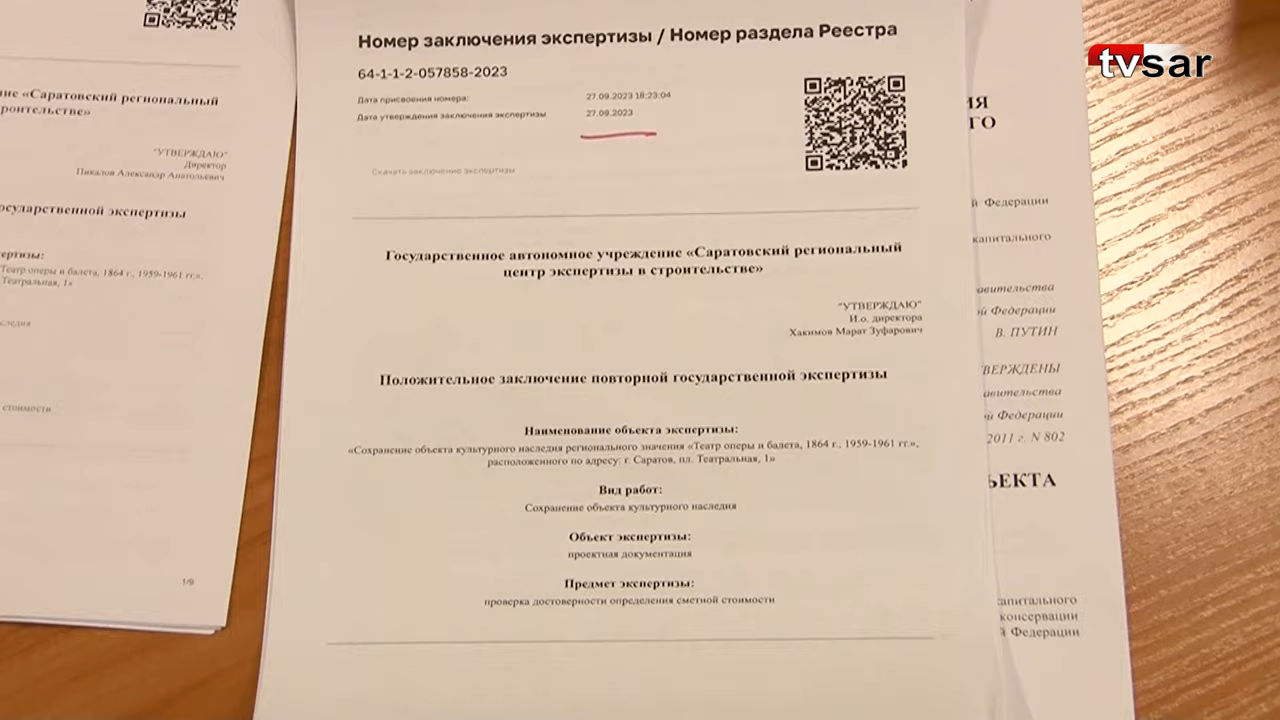 tvsar
ние «Саратовский региональный
роительстве»
"УТВЕРЖДАЮ"
Директор
Пикалов Александр Анатольевич
осударственной экспертизы
ертизы:
Театр оперы и балета, 1864 г., 1959-1961 гг.»,
Театральная, 1»
следия
стоимости
1/9
Номер заключения экспертизы / Номер раздела Реестра
64-1-1-2-057858-2023
Дата присвоения номера: 27.09.2023 18:23:04
Дата утверждения заключения экспертизы 27.09.2023
Скачать заключение экспертизы
Государственное автономное учреждение «Саратовский региональный
центр экспертизы в строительстве»
"УТВЕРЖДАЮ"
И.о. директора
Хакимов Марат Зуфарович
Положительное заключение повторной государственной экспертизы
Наименование объекта экспертизы:
«Сохранение объекта культурного наследия регионального значения «Театр оперы и балета, 1864 г., 1959-1961 гг.»,
расположенного по адресу: г. Саратов, пл. Театральная, 1»
Вид работ:
Сохранение объекта культурного наследия
Объект экспертизы:
проектная документация
Предмет экспертизы:
проверка достоверности определения сметной стоимости
ИЯ
ГО
й Федерации
капитального
авительства
й Федерации
В. ПУТИН
ВЕРЖДЕНЫ
авительства
й Федерации
2011 г. N 802
ЪЕКТА
капитального
консервации
й Федерации